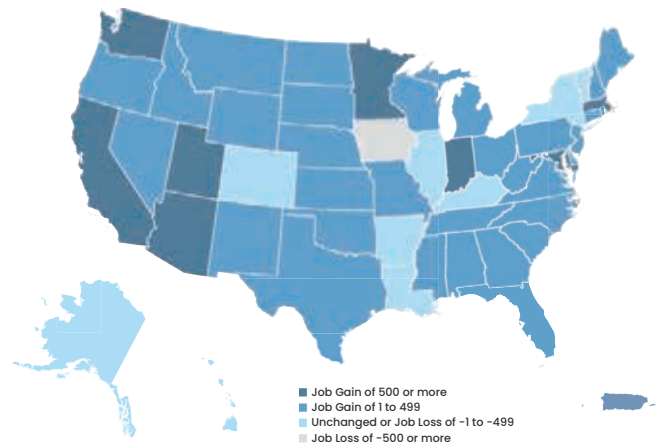 Job Gain of 500 or more
Job Gain of 1 to 499
Unchanged or Job Loss of -1 to -499
Job Loss of -500 or more